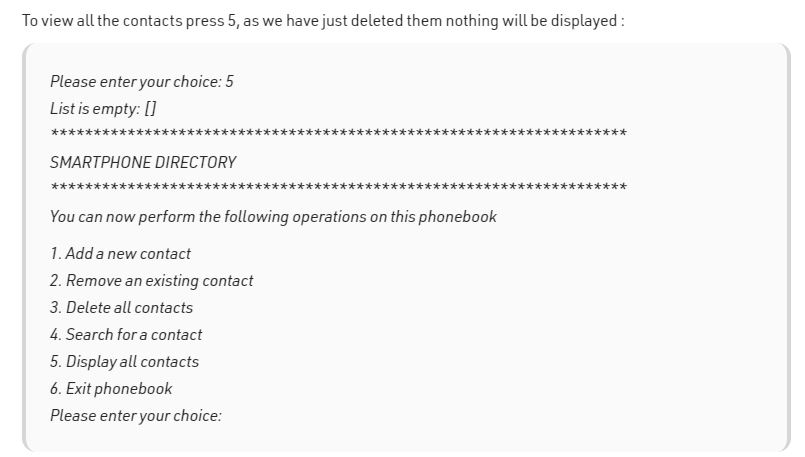 To view all the contacts press 5, as we have just deleted them nothing will be displayed :
Please enter your choice: 5
List is empty: []
**********************************************************************
SMARTPHONE DIRECTORY
**********************************************************************
You can now perform the following operations on this phonebook
1. Add a new contact
2. Remove an existing contact
3. Delete all contacts
4. Search for a contact
5. Display all contacts
6. Exit phonebook
Please enter your choice: